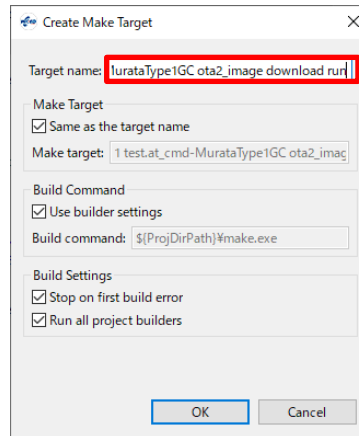 Create Make Target
Target name: MurataType1GC ota2_image download run
Make Target
Same as the target name
Make target: 1 test.at_cmd-MurataType1GC ota2_imag
Build Command
Use builder settings
Build command: ${ProjDirPath}¥make.exe
Build Settings
Stop on first build error
Run all project builders
OK Cancel